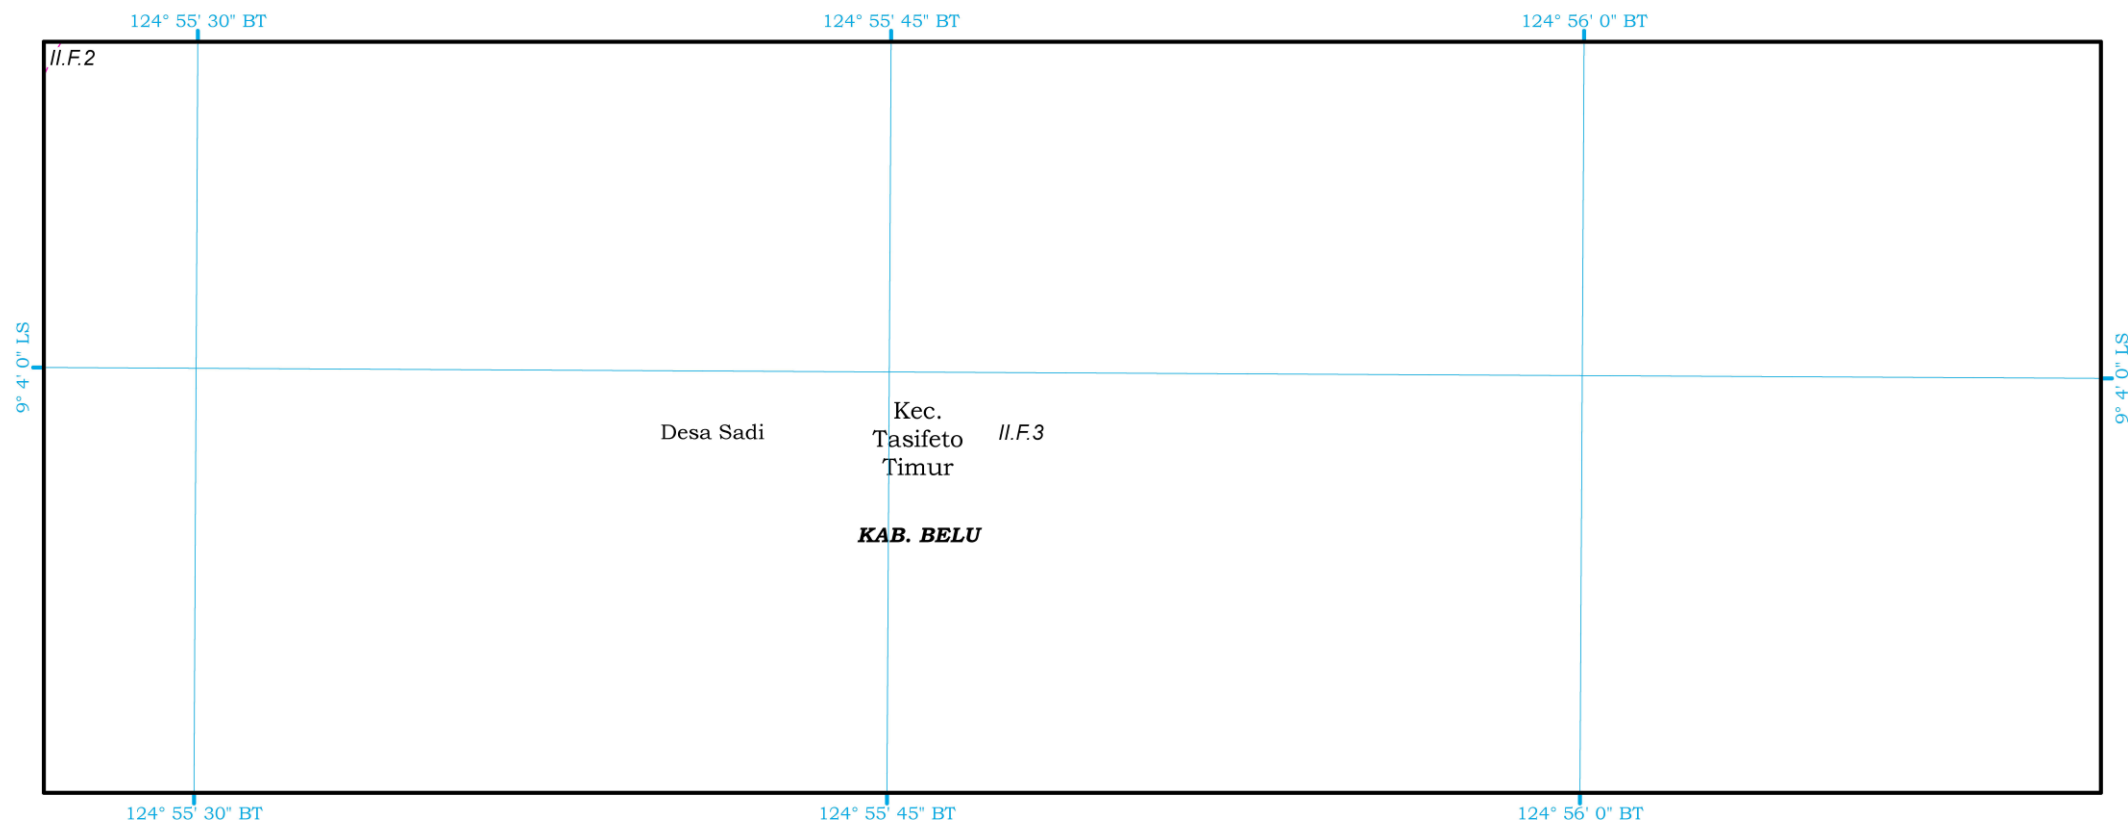 124° 55' 30" BT
124° 55' 45" BT
124° 56' 0" BT
II.F.2
9° 4' 0" LS
9° 4' 0" LS
Desa Sadi
Kec.
Tasifeto
Timur
II.F.3
KAB. BELU
124° 55' 30" BT
124° 55' 45" BT
124° 56' 0" BT